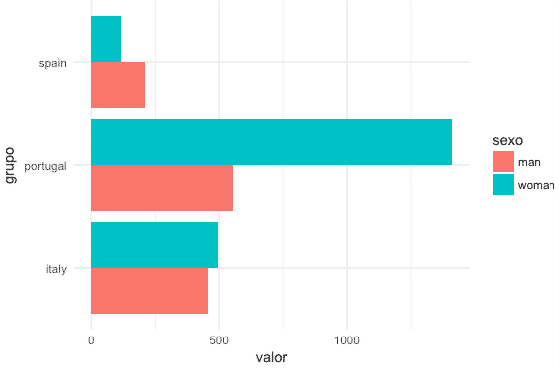 spain
portugal
italy
grupo
0 500 1000
valor
sexo
man
woman